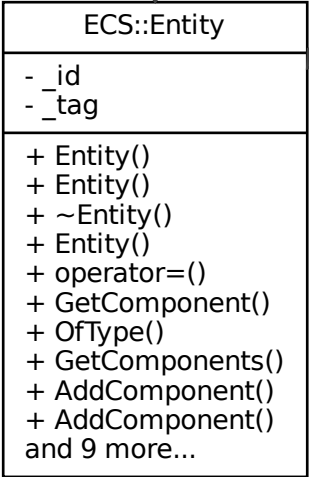 ECS::Entity
- _id
- _tag
+ Entity()
+ Entity()
+ ~Entity()
+ Entity()
+ operator=()
+ GetComponent()
+ OfType()
+ GetComponents()
+ AddComponent()
+ AddComponent()
and 9 more...